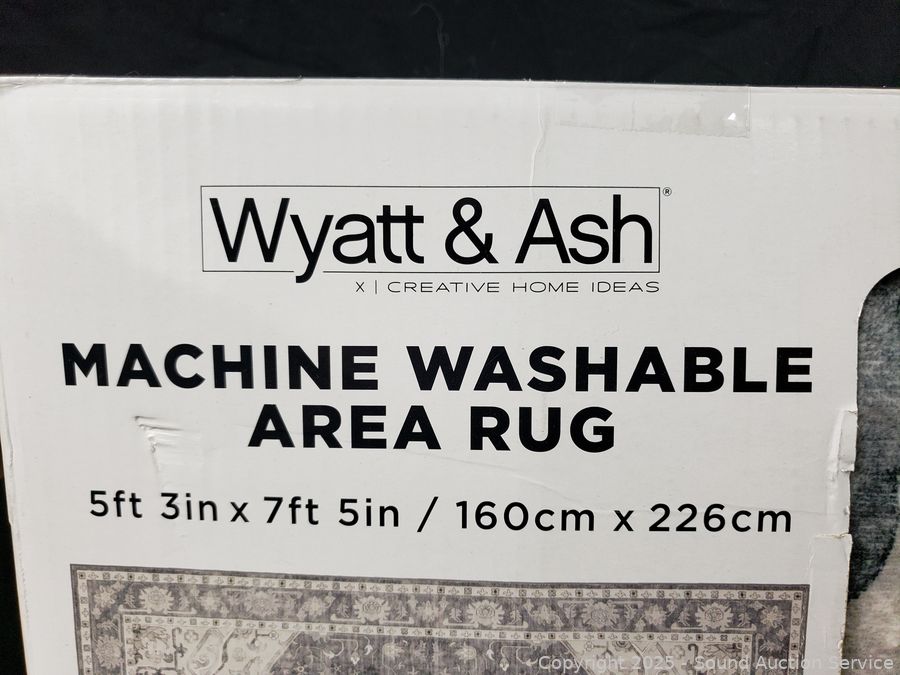 Wyatt & Ash®
X | CREATIVE HOME IDEAS
MACHINE WASHABLE
AREA RUG
5ft 3in x 7ft 5in / 160cm x 226cm
Copyright 2025 - Sound Auction Service